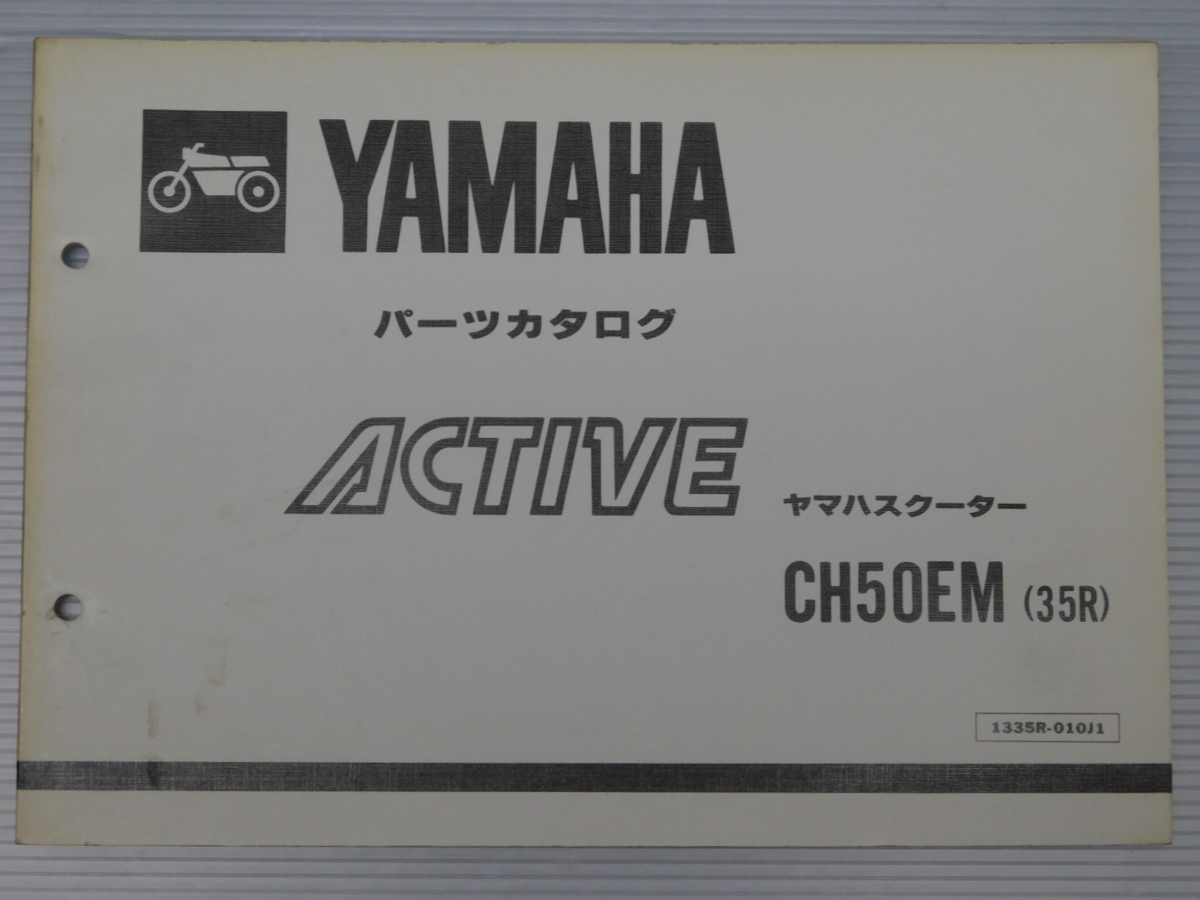 YAMAHA
パーツカタログ
ACTIVE
ヤマハスクーター
CH50EM (35R)
1335R-010J1